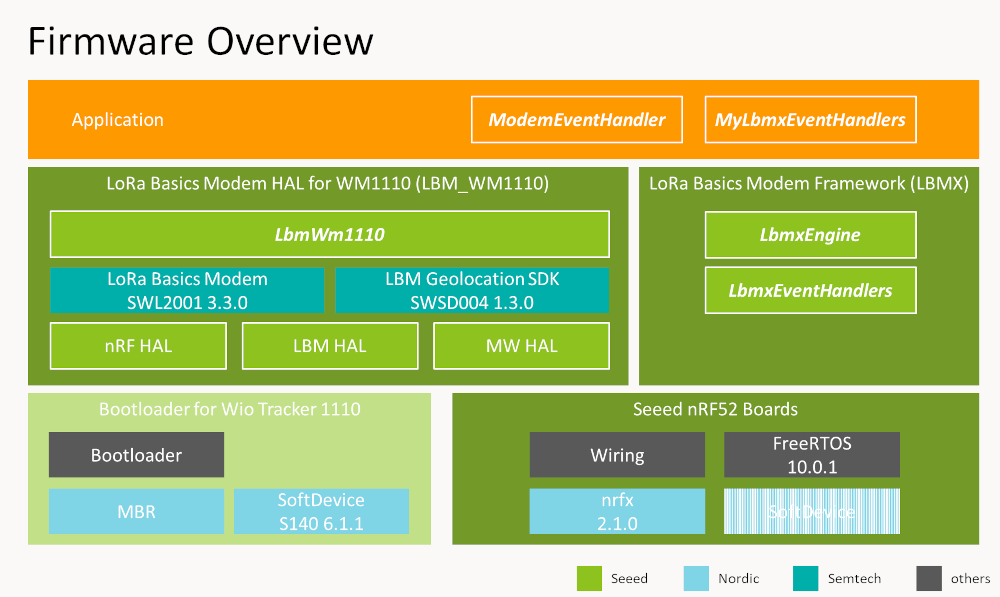 Firmware Overview
Application
ModemEventHandler
MyLbmxEventHandlers
LoRa Basics Modem HAL for WM1110 (LBM_WM1110)
LbmWm1110
LoRa Basics Modem
SWL2001 3.3.0
LBM Geolocation SDK
SWSD004 1.3.0
nRF HAL
LBM HAL
MW HAL
LoRa Basics Modem Framework (LBMX)
LbmxEngine
LbmxEventHandlers
Bootloader for Wio Tracker 1110
Bootloader
MBR
SoftDevice
S140 6.1.1
Seeed nRF52 Boards
Wiring
FreeRTOS
10.0.1
nrfx
2.1.0
SoftDevice
Seeed
Nordic
Semtech
others